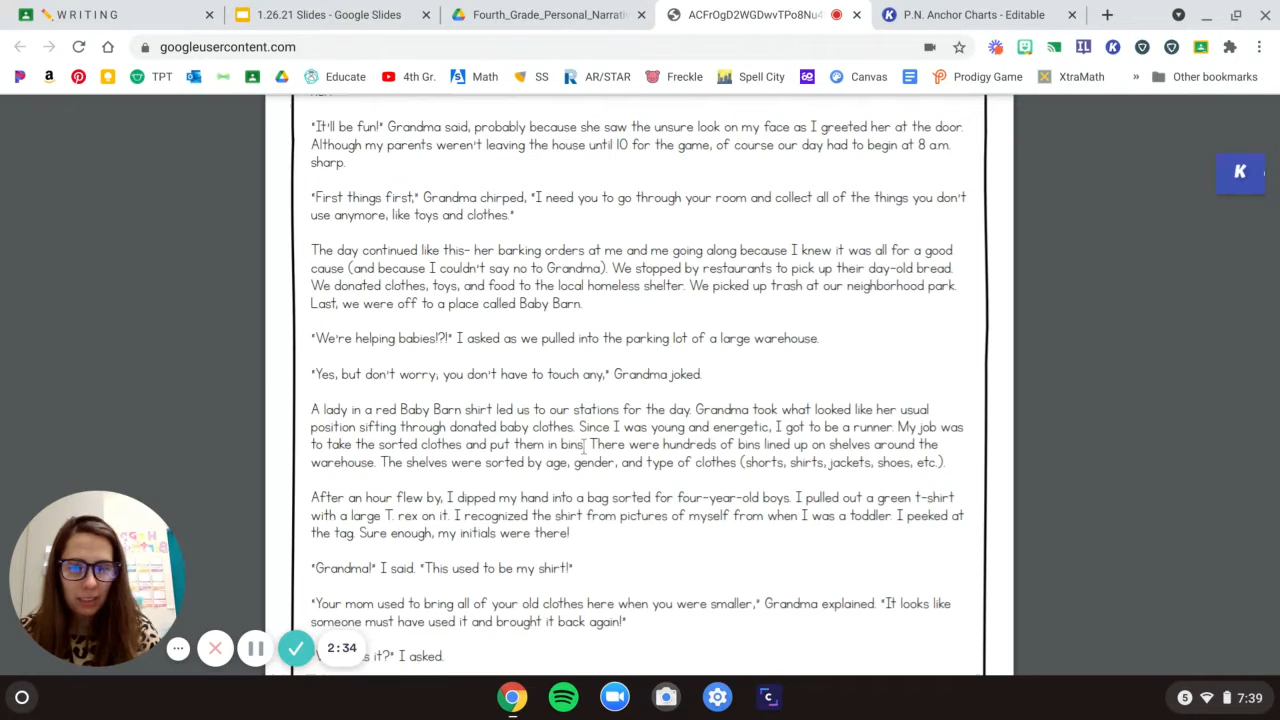 W R I T I N G
1.26.21 Slides - Google Slides
Fourth_Grade_Personal_Narrati
ACFrOgD2WGDwvTPo8Nu4
P.N. Anchor Charts - Editable
googleusercontent.com
TPT
Educate
4th Gr.
Math
SS
AR/STAR
Freckle
Spell City
Canvas
Prodigy Game
XtraMath
»
Other bookmarks
"It'll be fun!" Grandma said, probably because she saw the unsure look on my face as I greeted her at the door.
Although my parents weren't leaving the house until 10 for the game, of course our day had to begin at 8 a.m.
sharp.
"First things first," Grandma chirped, "I need you to go through your room and collect all of the things you don't
use anymore, like toys and clothes."
The day continued like this- her barking orders at me and me going along because I knew it was all for a good
cause (and because I couldn't say no to Grandma). We stopped by restaurants to pick up their day-old bread.
We donated clothes, toys, and food to the local homeless shelter. We picked up trash at our neighborhood park.
Last, we were off to a place called Baby Barn.
"We're helping babies!?!" I asked as we pulled into the parking lot of a large warehouse.
"Yes, but don't worry; you don't have to touch any," Grandma joked.
A lady in a red Baby Barn shirt led us to our stations for the day. Grandma took what looked like her usual
position sifting through donated baby clothes. Since I was young and energetic, I got to be a runner. My job was
to take the sorted clothes and put them in bins. There were hundreds of bins lined up on shelves around the
warehouse. The shelves were sorted by age, gender, and type of clothes (shorts, shirts, jackets, shoes, etc.).
After an hour flew by, I dipped my hand into a bag sorted for four-year-old boys. I pulled out a green t-shirt
with a large T. rex on it. I recognized the shirt from pictures of myself from when I was a toddler. I peeked at
the tag. Sure enough, my initials were there!
"Grandma!" I said. "This used to be my shirt!"
"Your mom used to bring all of your old clothes here when you were smaller," Grandma explained. "It looks like
someone must have used it and brought it back again!"
it?" I asked.
K
2:34
5
7:39